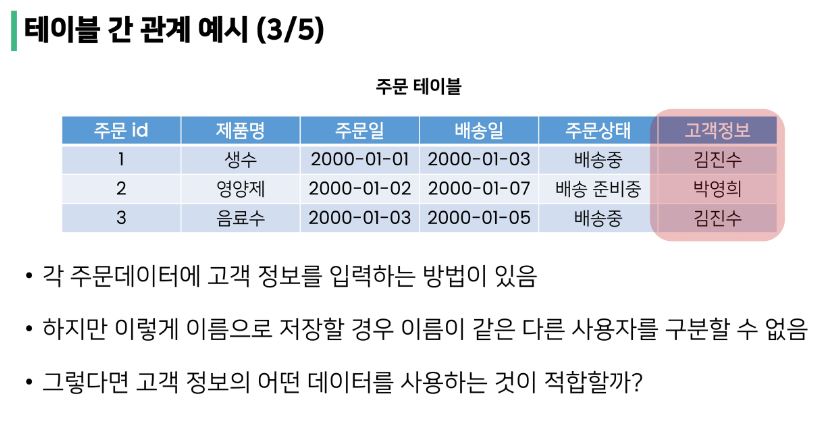 테이블 간 관계 예시 (3/5)
주문 테이블
주문 id 제품명 주문일 배송일 주문상태 고객정보
1 생수 2000-01-01 2000-01-03 배송중 김진수
2 영양제 2000-01-02 2000-01-07 배송 준비중 박영희
3 음료수 2000-01-03 2000-01-05 배송중 김진수
• 각 주문데이터에 고객 정보를 입력하는 방법이 있음
• 하지만 이렇게 이름으로 저장할 경우 이름이 같은 다른 사용자를 구분할 수 없음
• 그렇다면 고객 정보의 어떤 데이터를 사용하는 것이 적합할까?